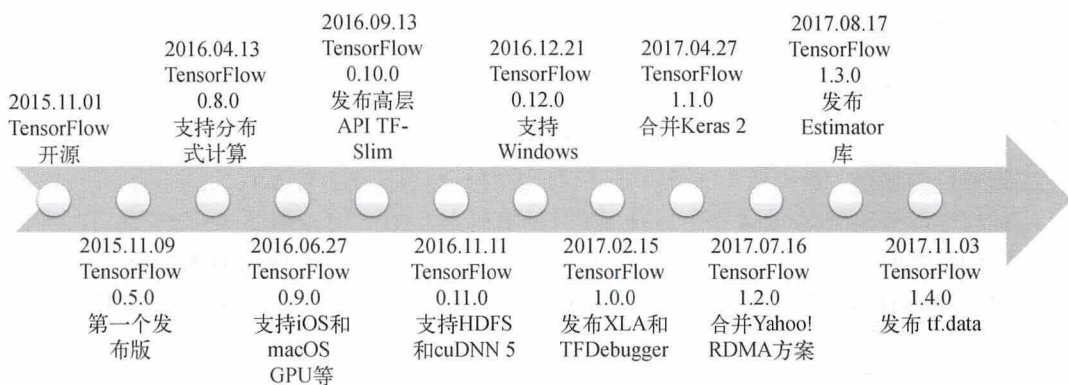 2015.11.01
TensorFlow
开源
2015.11.09
TensorFlow
0.5.0
第一个发
布版
2016.04.13
TensorFlow
0.8.0
支持分布
式计算
2016.06.27
TensorFlow
0.9.0
支持iOS和
macOS
GPU等
2016.09.13
TensorFlow
0.10.0
发布高层
API TF-
Slim
2016.11.11
TensorFlow
0.11.0
支持HDFS
和cuDNN 5
2016.12.21
TensorFlow
0.12.0
支持
Windows
2017.02.15
TensorFlow
1.0.0
发布XLA和
TFDebugger
2017.04.27
TensorFlow
1.1.0
合并Keras 2
2017.07.16
TensorFlow
1.2.0
合并Yahoo!
RDMA方案
2017.08.17
TensorFlow
1.3.0
发布
Estimator
库
2017.11.03
TensorFlow
1.4.0
发布 tf.data